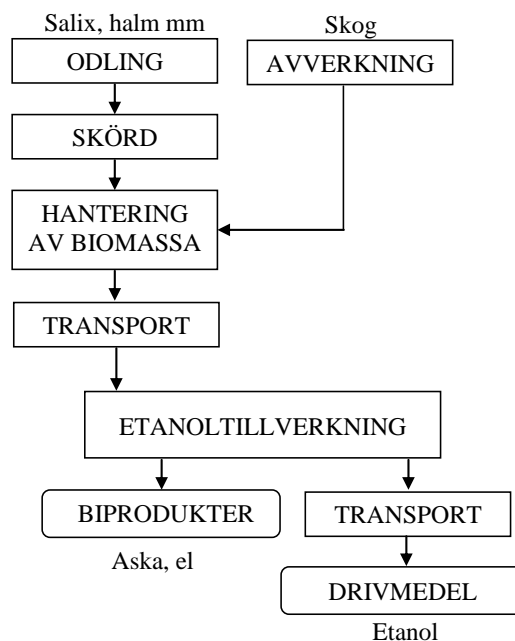 Salix, halm mm
Skog
ODLING
AVVERKNING
SKÖRD
HANTERING
AV BIOMASSA
TRANSPORT
ETANOLTILLVERKNING
BIPRODUKTER
TRANSPORT
Aska, el
DRIVMEDEL
Etanol